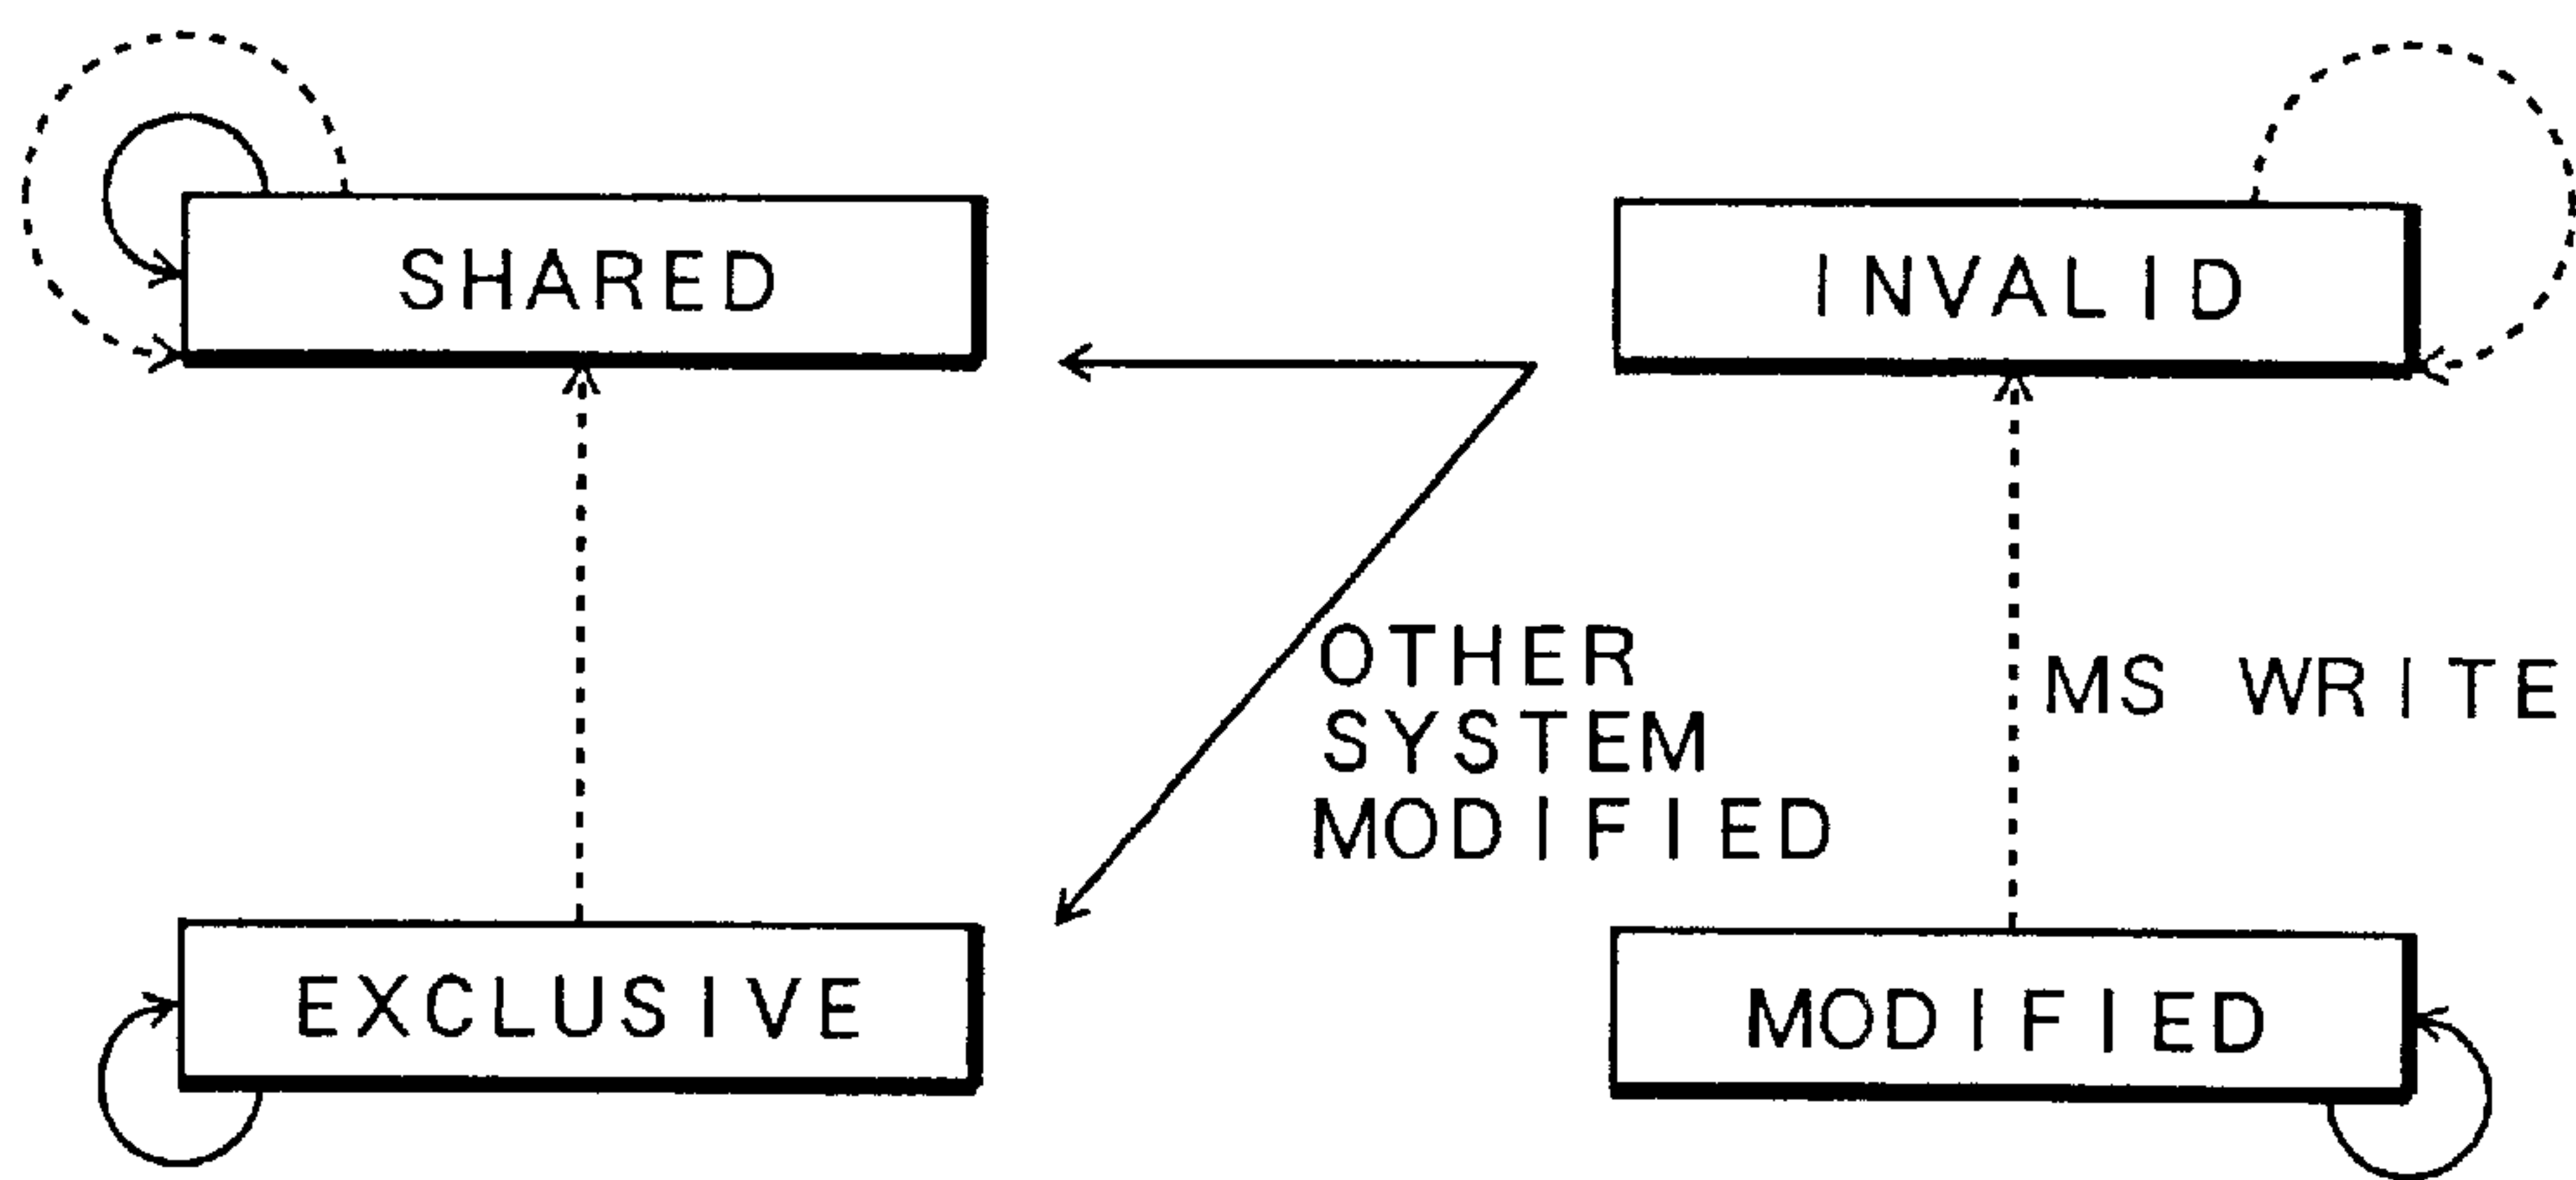 SHARED
INVALID
OTHER
SYSTEM
MODIFIED
MS WRITE
EXCLUSIVE
MODIFIED